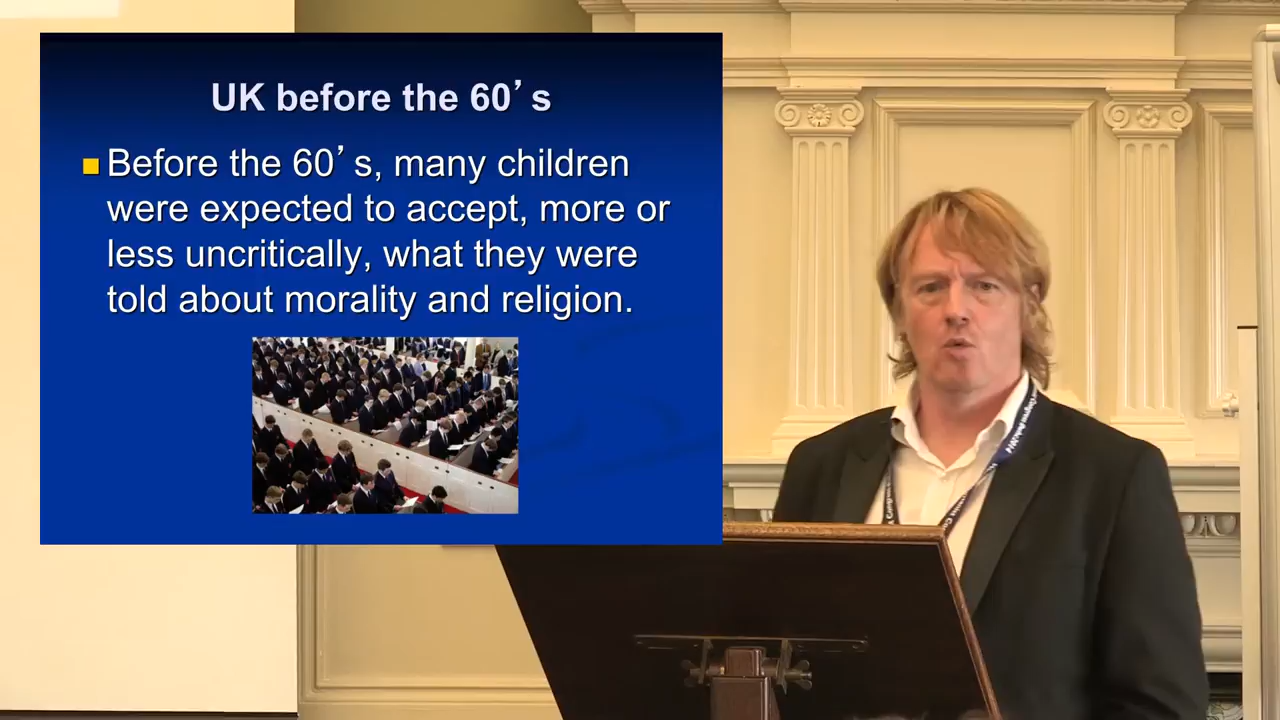 UK before the 60’s
Before the 60’s, many children
were expected to accept, more or
less uncritically, what they were
told about morality and religion.